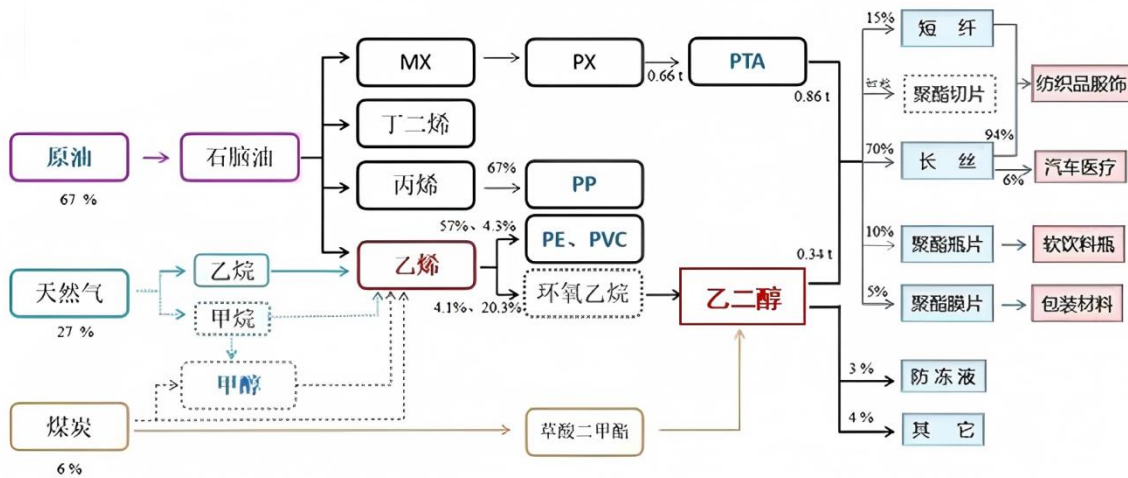 MX
PX
0.66 t
PTA
0.86 t
15%
短 纤
聚酯切片
纺织品服饰
丁二烯
原油
67 %
石脑油
丙烯
67%
PP
70%
长 丝
94%
6%
汽车医疗
57%、4.3%
PE、PVC
乙烯
4.1%、20.3%
环氧乙烷
乙二醇
0.34 t
10%
聚酯瓶片
软饮料瓶
5%
聚酯膜片
包装材料
天然气
27 %
乙烷
甲烷
甲醇
3 %
防冻液
煤炭
6 %
草酸二甲酯
4 %
其 它